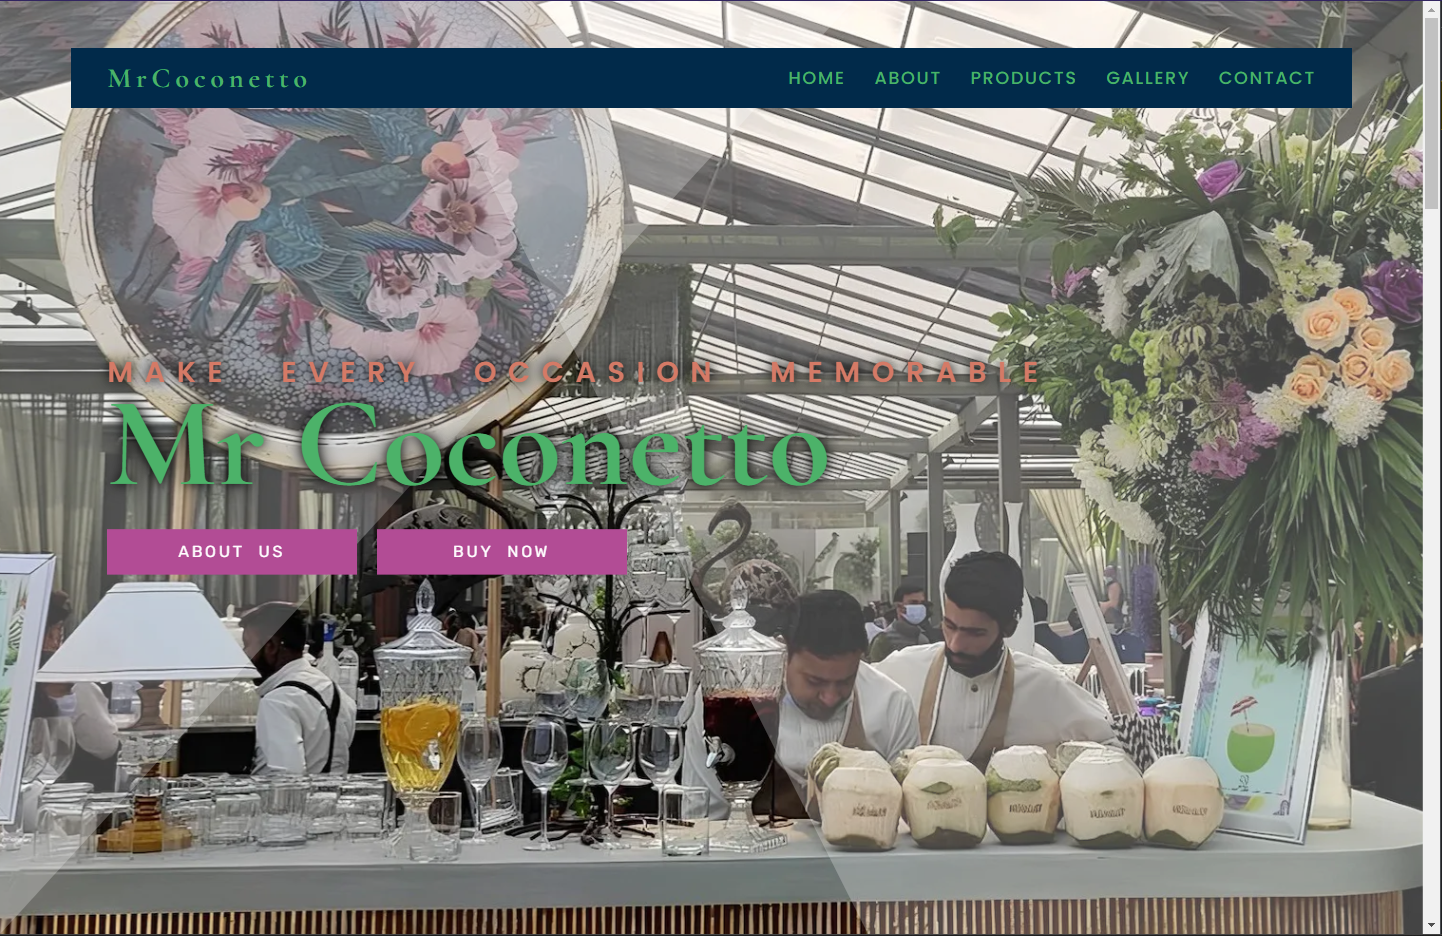 MrCoconetto
HOME ABOUT PRODUCTS GALLERY CONTACT
MAKE EVERY OCCASION MEMORABLE
Mr Coconetto
ABOUT US BUY NOW